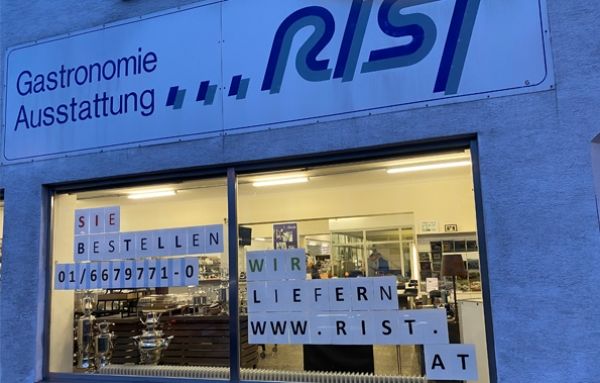 Gastronomie
Ausstattung
RIST
SIE
BESTELLEN
01/6679771-0
WIR
LIEFERN
WWW.RIST.
AT